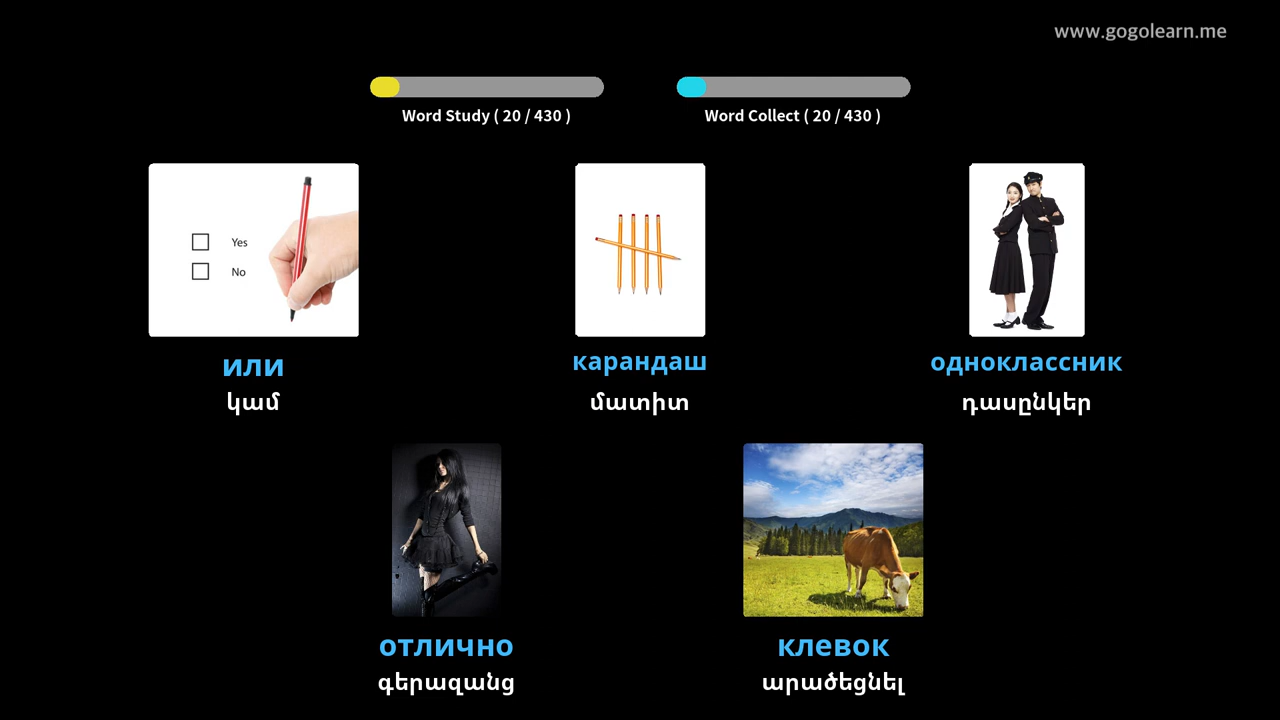 www.gogolearn.me
Word Study ( 20 / 430 )
Word Collect ( 20 / 430 )
Yes
No
или
կամ
карандаш
մատիտ
одноклассник
դասընկեր
отлично
գերազանց
клевок
արածեցնել